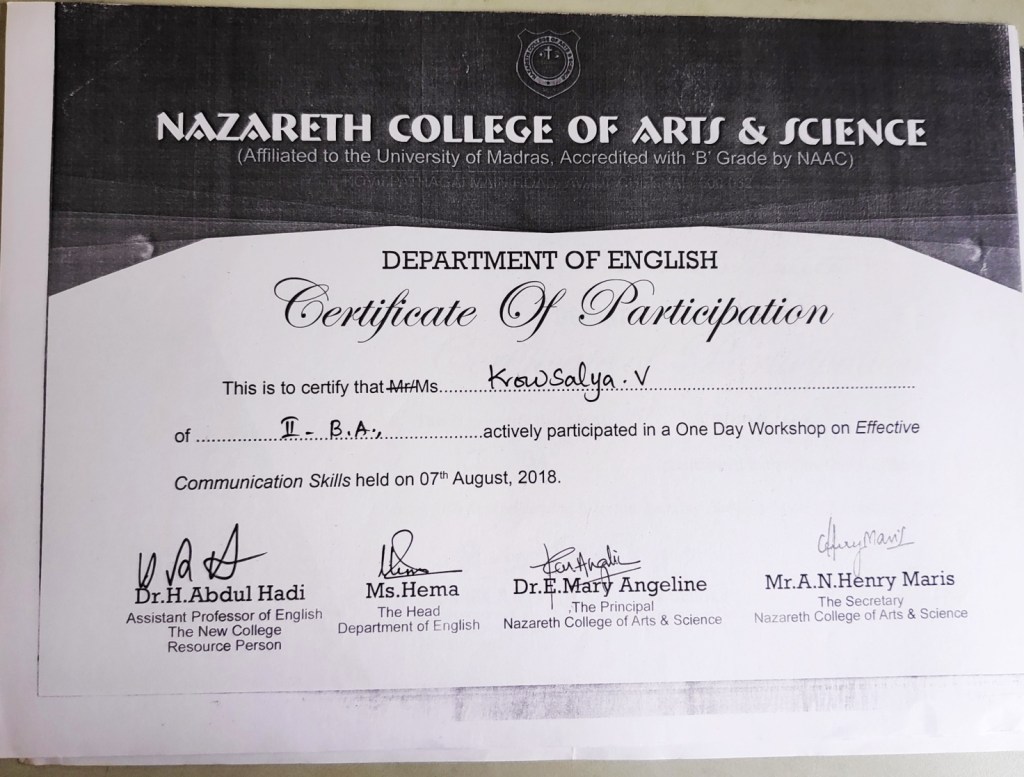 NAZARETH COLLEGE OF ARTS & SCIENCE
(Affiliated to the University of Madras, Accredited with 'B' Grade by NAAC)
DEPARTMENT OF ENGLISH
Certificate Of Participation
This is to certify that Mr/Ms....Krowsalya. V....
of ....II - B.A.,....actively participated in a One Day Workshop on Effective
Communication Skills held on 07th August, 2018.
Dr.H.Abdul Hadi
Assistant Professor of English
The New College
Resource Person
Ms.Hema
The Head
Department of English
Dr.E.Mary Angeline
The Principal
Nazareth College of Arts & Science
Henry Maris
Mr.A.N.Henry Maris
The Secretary
Nazareth College of Arts & Science